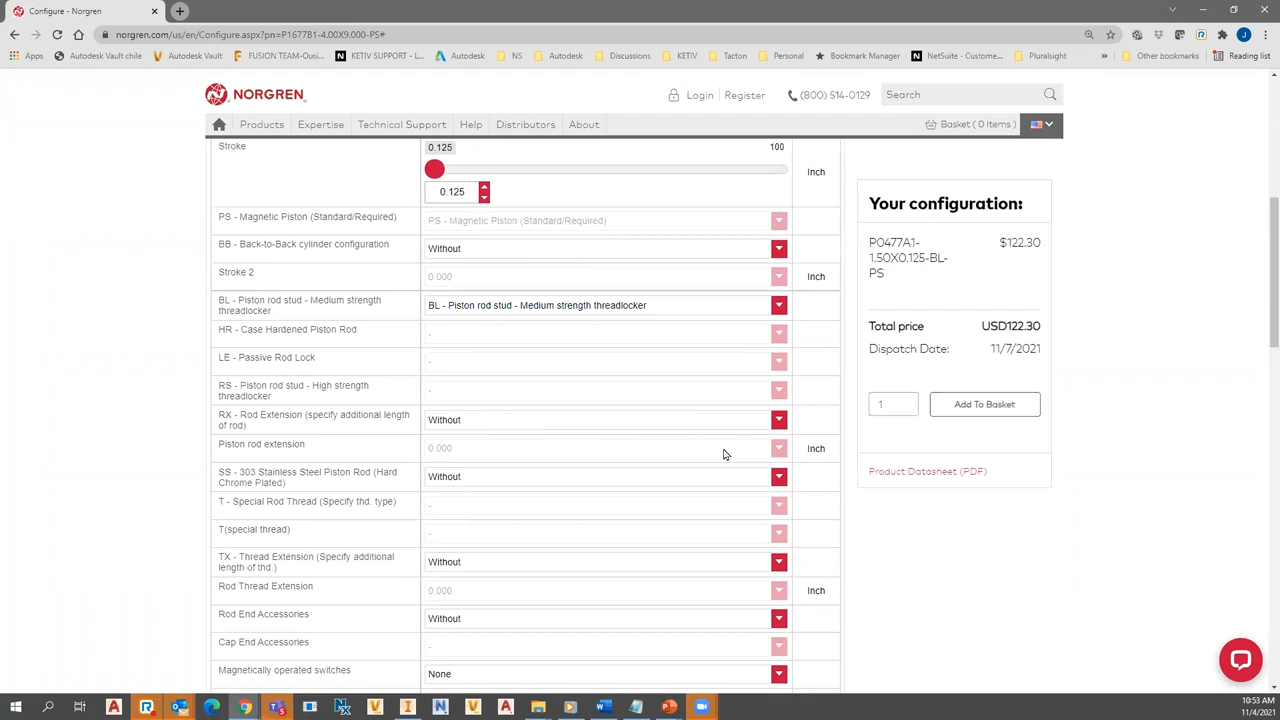 Configure - Norgren
norgren.com/us/en/Configure.aspx?pn=P1677B1-4.00X9.000-PS#
Apps Autodesk Vault chile Autodesk Vault FUSION TEAM-Ousi... KETIV SUPPORT - L... Autodesk NS Autodesk Discussions KETIV Tacton Personal Bookmark Manager NetSuite - Custome... Pluralsight » Other bookmarks Reading list
NORGREN
Login Register (800) 514-0129 Search
Products Expertise Technical Support Help Distributors About Basket ( 0 Items )
Stroke 0.125 100
0.125 Inch
PS - Magnetic Piston (Standard/Required) PS - Magnetic Piston (Standard/Required)
BB - Back-to-Back cylinder configuration Without
Stroke 2 0.000 Inch
BL - Piston rod stud - Medium strength
threadlocker BL - Piston rod stud - Medium strength threadlocker
HR - Case Hardened Piston Rod -
LE - Passive Rod Lock -
RS - Piston rod stud - High strength
threadlocker -
RX - Rod Extension (specify additional length
of rod) Without
Piston rod extension 0.000 Inch
SS - 303 Stainless Steel Piston Rod (Hard
Chrome Plated) Without
T - Special Rod Thread (Specify thd. type) -
T(special thread) -
TX - Thread Extension (Specify additional
length of thd.) Without
Rod Thread Extension 0.000 Inch
Rod End Accessories Without
Cap End Accessories -
Magnetically operated switches None
Your configuration:
P0477A1- $122.30
1.50X0.125-BL-
PS
Total price USD122.30
Dispatch Date: 11/7/2021
1 Add To Basket
Product Datasheet (PDF)
10:53 AM
11/4/2021